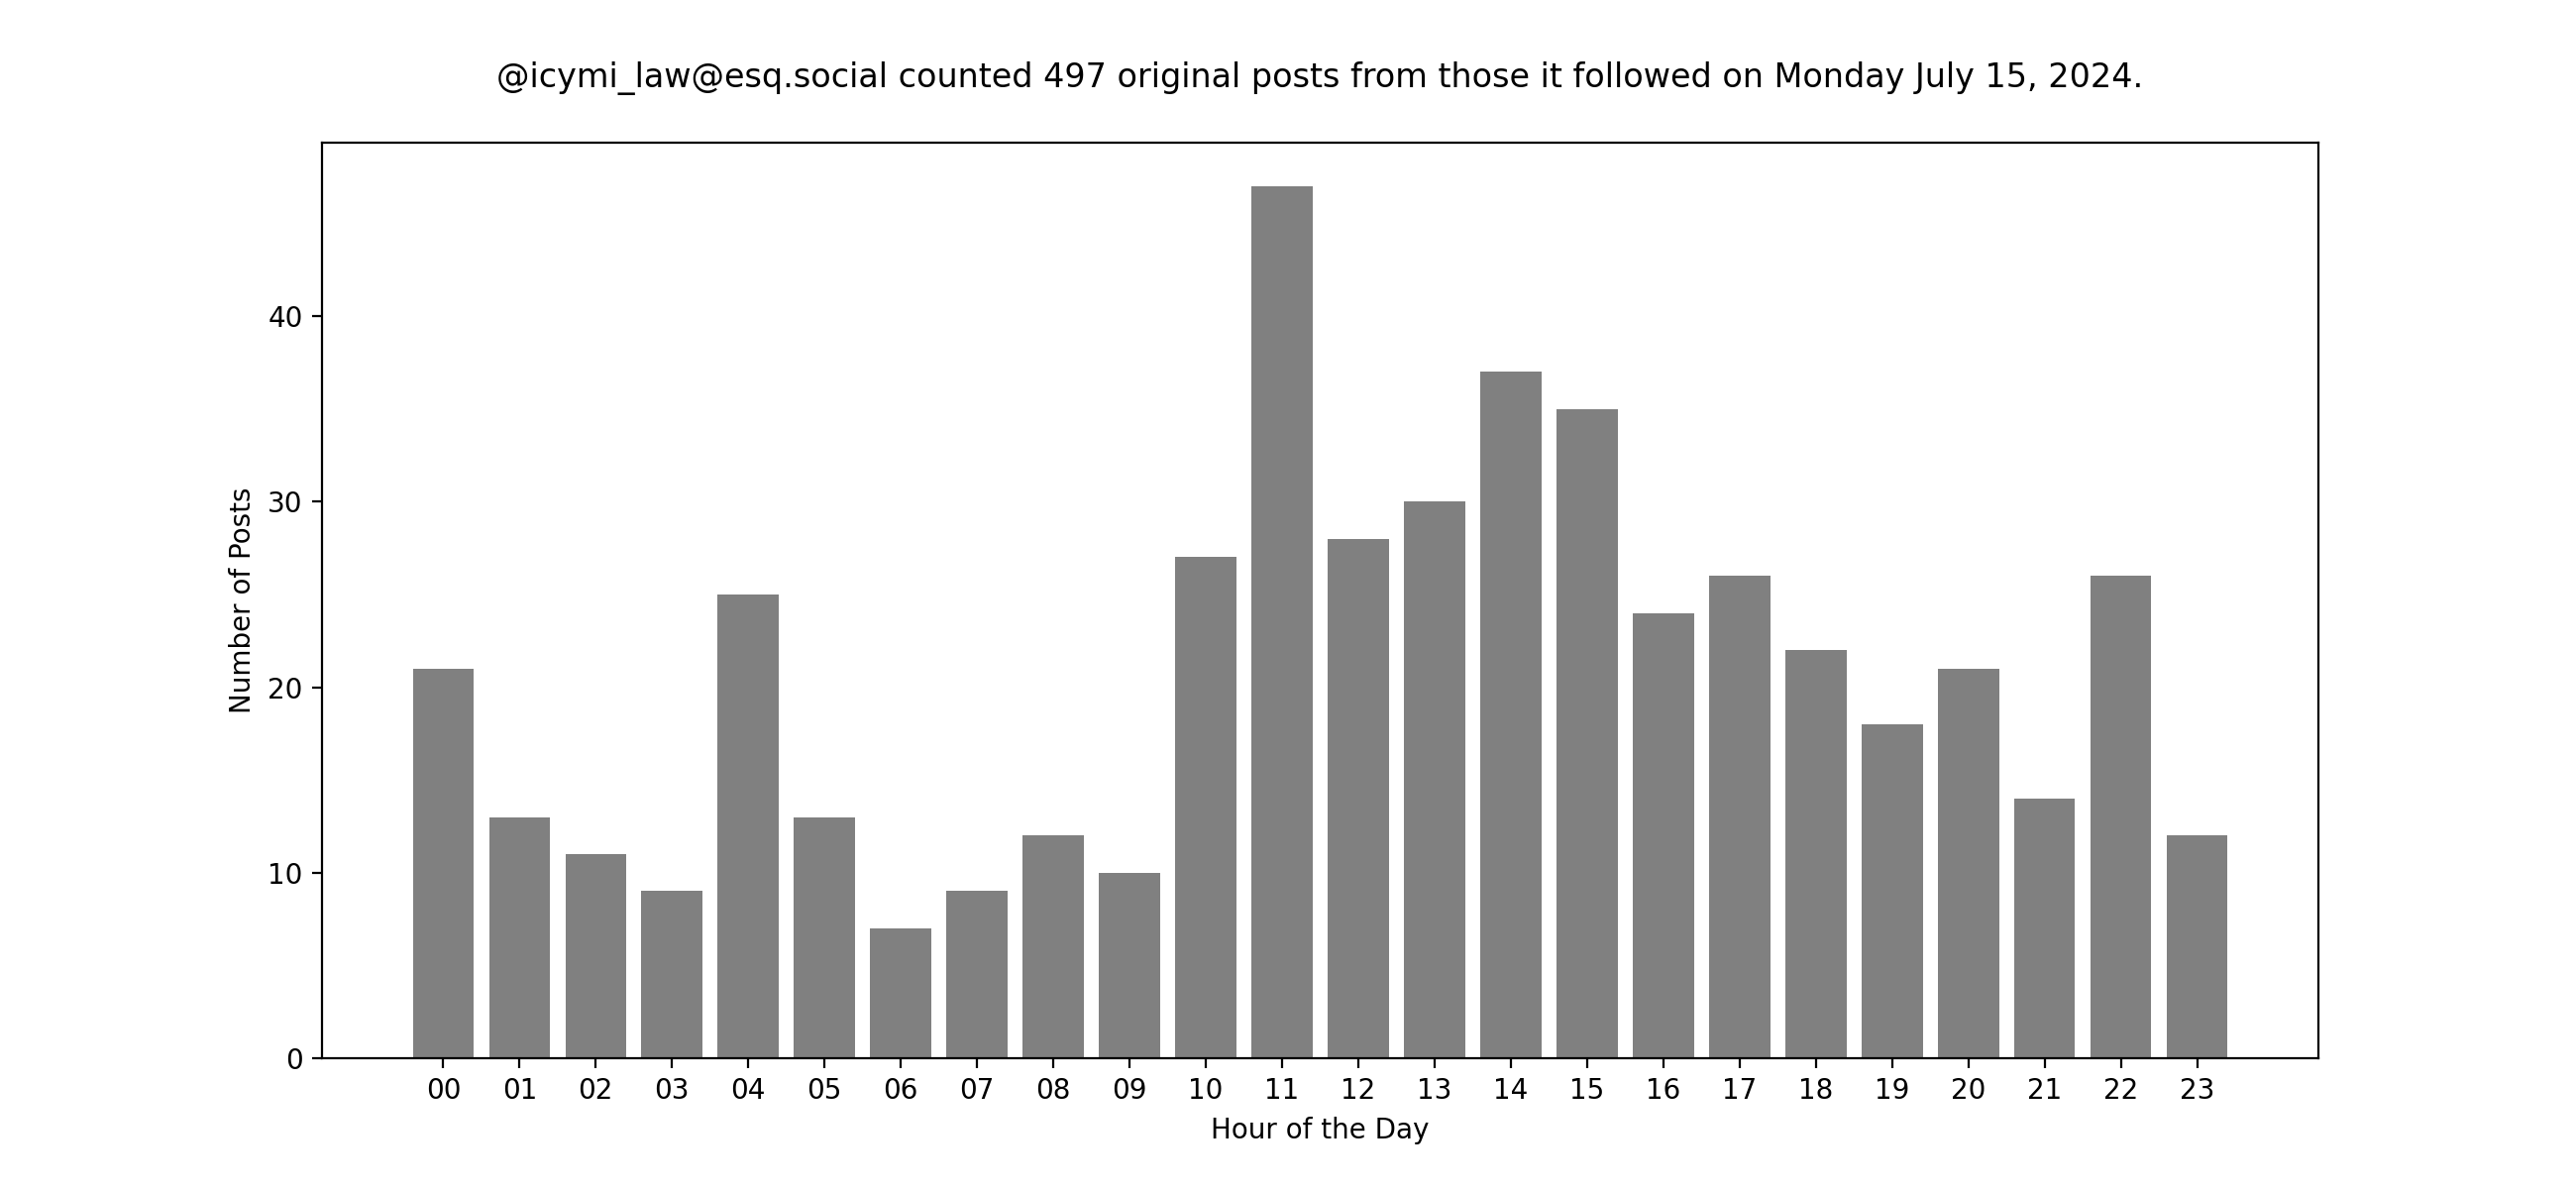 @icymi_law@esq.social counted 497 original posts from those it followed on Monday July 15, 2024.
Number of Posts
40
30
20
10
0
00 01 02 03 04 05 06 07 08 09 10 11 12 13 14 15 16 17 18 19 20 21 22 23
Hour of the Day